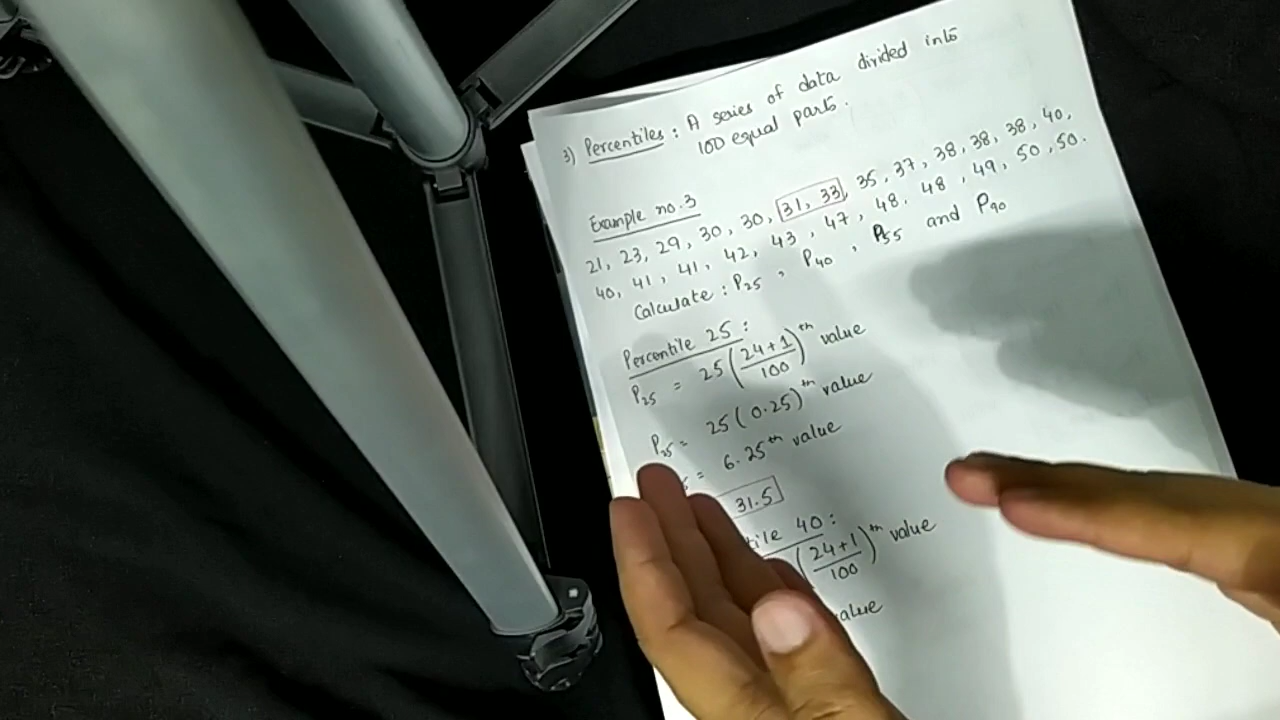 3) Percentiles : A series of data divided into
100 equal parts.
Example no.3
21, 23, 29, 30, 30, 31, 33, 35, 37, 38, 38, 38, 40,
40, 41, 41, 42, 43, 47, 48, 48, 49, 50, 50.
Calculate : P25, P40, P55 and P90
Percentile 25 :
P25 = 25 (24+1/100)th value
P25 = 25 (0.25)th value
= 6.25th value
31.5
tile 40 :
(24+1/100)th value
value